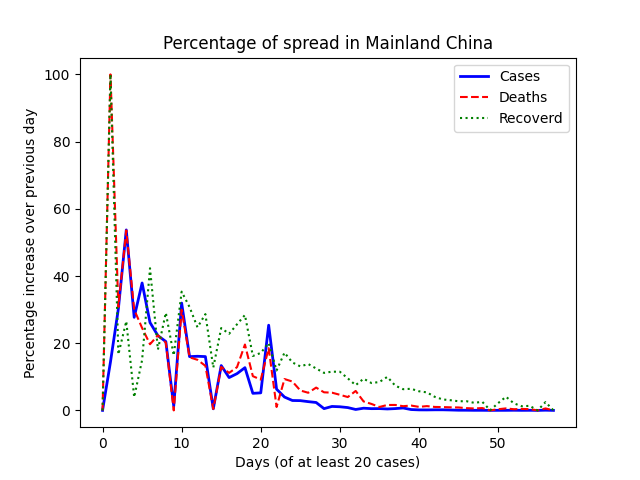 Percentage of spread in Mainland China
Percentage increase over previous day
100
80
60
40
20
0
Cases
Deaths
Recoverd
0 10 20 30 40 50
Days (of at least 20 cases)